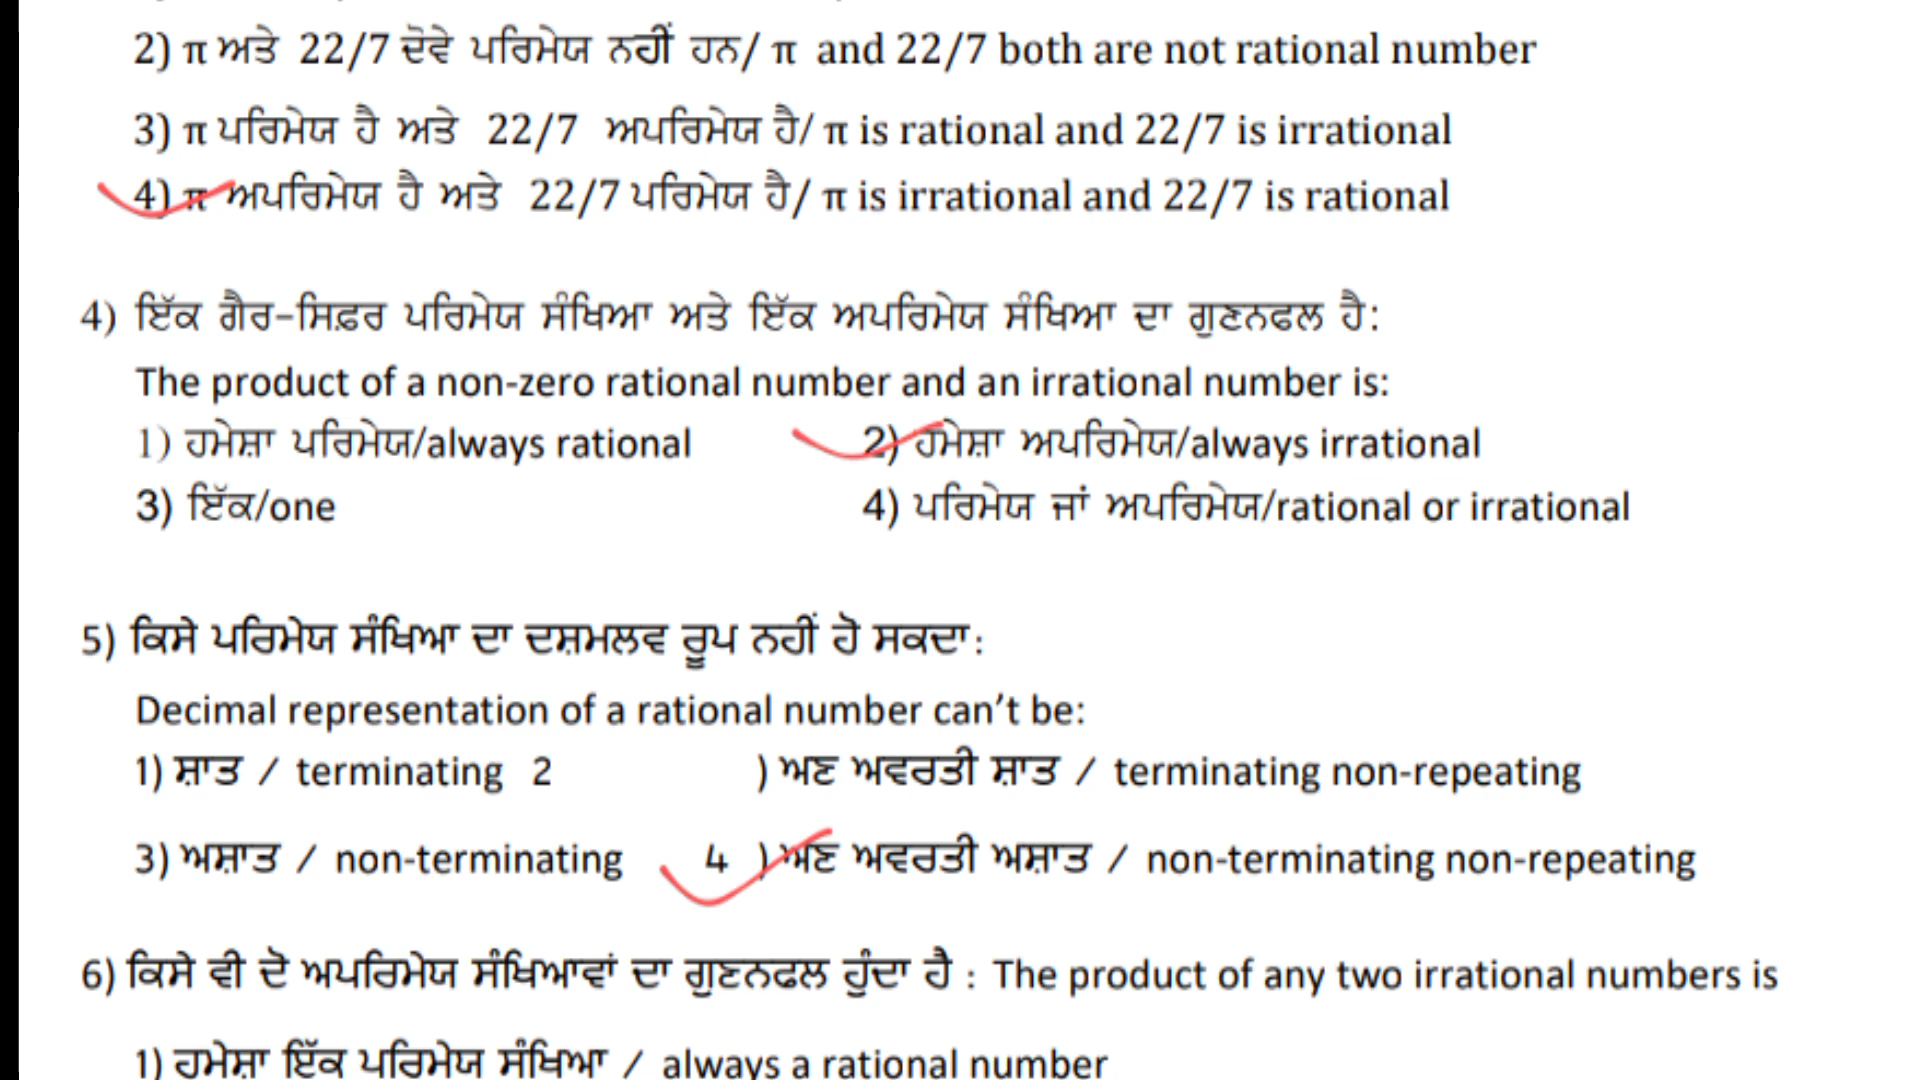 2) π ਅਤੇ 22/7 ਦੋਵੇ ਪਰਿਮੇਯ ਨਹੀਂ ਹਨ/ π and 22/7 both are not rational number
3) π ਪਰਿਮੇਯ ਹੈ ਅਤੇ 22/7 ਅਪਰਿਮੇਯ ਹੈ/ π is rational and 22/7 is irrational
4) π ਅਪਰਿਮੇਯ ਹੈ ਅਤੇ 22/7 ਪਰਿਮੇਯ ਹੈ/ π is irrational and 22/7 is rational
4) ਇੱਕ ਗੈਰ-ਸਿਫ਼ਰ ਪਰਿਮੇਯ ਸੰਖਿਆ ਅਤੇ ਇੱਕ ਅਪਰਿਮੇਯ ਸੰਖਿਆ ਦਾ ਗੁਣਨਫਲ ਹੈ:
The product of a non-zero rational number and an irrational number is:
1) ਹਮੇਸ਼ਾ ਪਰਿਮੇਯ/always rational 2) ਹਮੇਸ਼ਾ ਅਪਰਿਮੇਯ/always irrational
3) ਇੱਕ/one 4) ਪਰਿਮੇਯ ਜਾਂ ਅਪਰਿਮੇਯ/rational or irrational
5) ਕਿਸੇ ਪਰਿਮੇਯ ਸੰਖਿਆ ਦਾ ਦਸ਼ਮਲਵ ਰੂਪ ਨਹੀਂ ਹੋ ਸਕਦਾ:
Decimal representation of a rational number can’t be:
1) ਸ਼ਾਤ / terminating 2 ) ਅਣ ਅਵਰਤੀ ਸ਼ਾਤ / terminating non-repeating
3) ਅਸ਼ਾਤ / non-terminating 4 ) ਅਣ ਅਵਰਤੀ ਅਸ਼ਾਤ / non-terminating non-repeating
6) ਕਿਸੇ ਵੀ ਦੋ ਅਪਰਿਮੇਯ ਸੰਖਿਆਵਾਂ ਦਾ ਗੁਣਨਫਲ ਹੁੰਦਾ ਹੈ : The product of any two irrational numbers is
1) ਹਮੇਸ਼ਾ ਇੱਕ ਪਰਿਮੇਯ ਸੰਖਿਆ / always a rational number